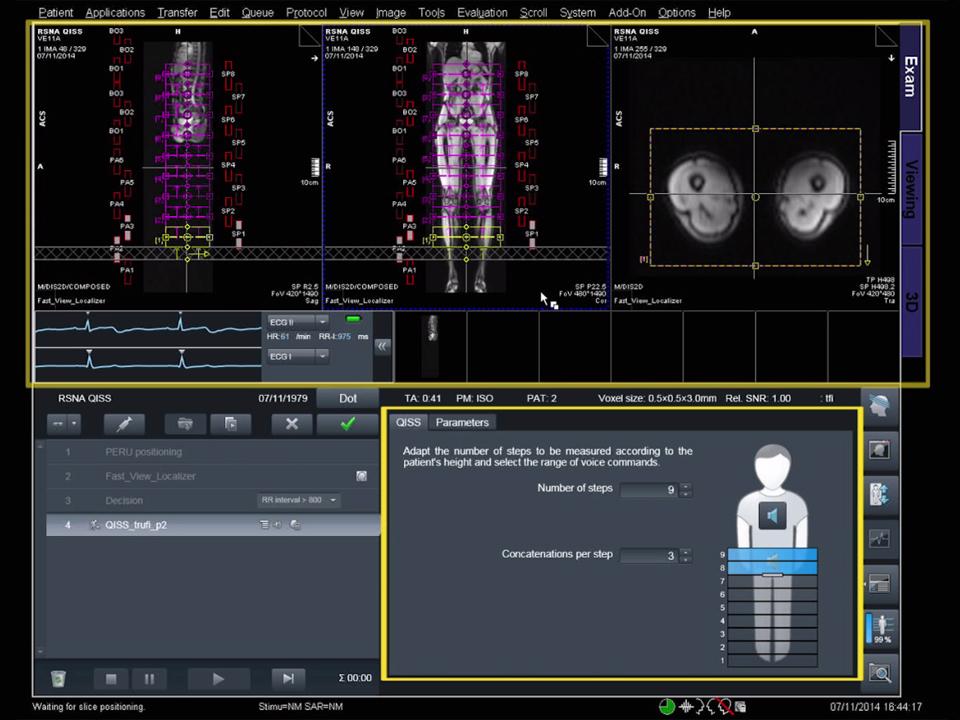 Patient Applications Transfer Edit Queue Protocol View Image Tools Evaluation Scroll System Add-On Options Help
RSNA QISS
VE11A
1 IMA 48 / 329
07/11/2014
BO3
BO2
BO1
BO3
BO2
BO1
PA6
PA5
PA4
PA3
PA2
PA1
H
SP8
SP7
SP6
SP5
SP4
SP3
SP2
SP1
ACS
A
10cm
M/DIS2D/COMPOSED
Fast_View_Localizer
SP R2.5
FoV 420*1490
Sag
RSNA QISS
VE11A
1 IMA 148 / 329
07/11/2014
BO3
BO2
BO1
BO3
BO2
BO1
PA6
PA5
PA4
PA3
PA2
PA1
H
SP8
SP7
SP6
SP5
SP4
SP3
SP2
SP1
ACS
R
10cm
M/DIS2D/COMPOSED
Fast_View_Localizer
SP P22.5
FoV 480*1490
Cor
RSNA QISS
VE11A
1 IMA 255 / 329
07/11/2014
A
ACS
R
10cm
[1]
M/DIS2D
Fast_View_Localizer
TP H498
SP H498.2
FoV 420*480
Tra
Exam
Viewing
3D
ECG II
HR:61 /min RR-I:975 ms
ECG I
RSNA QISS 07/11/1979 Dot
TA: 0:41 PM: ISO PAT: 2 Voxel size: 0.5×0.5×3.0mm Rel. SNR: 1.00 : tfi
1 PERU positioning
2 Fast_View_Localizer
3 Decision RR interval > 800
4 QISS_trufi_p2
Σ 00:00
QISS Parameters
Adapt the number of steps to be measured according to the
patient's height and select the range of voice commands.
Number of steps 9
Concatenations per step 3
9
8
7
6
5
4
3
2
1
99 %
Waiting for slice positioning. Stimu=NM SAR=NM 07/11/2014 16:44:17